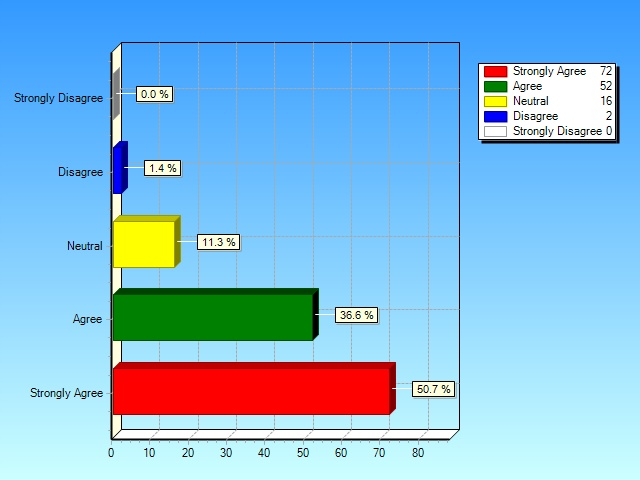 Strongly Disagree
0.0 %
Disagree
1.4 %
Neutral
11.3 %
Agree
36.6 %
Strongly Agree
50.7 %
0 10 20 30 40 50 60 70 80
Strongly Agree 72
Agree 52
Neutral 16
Disagree 2
Strongly Disagree 0